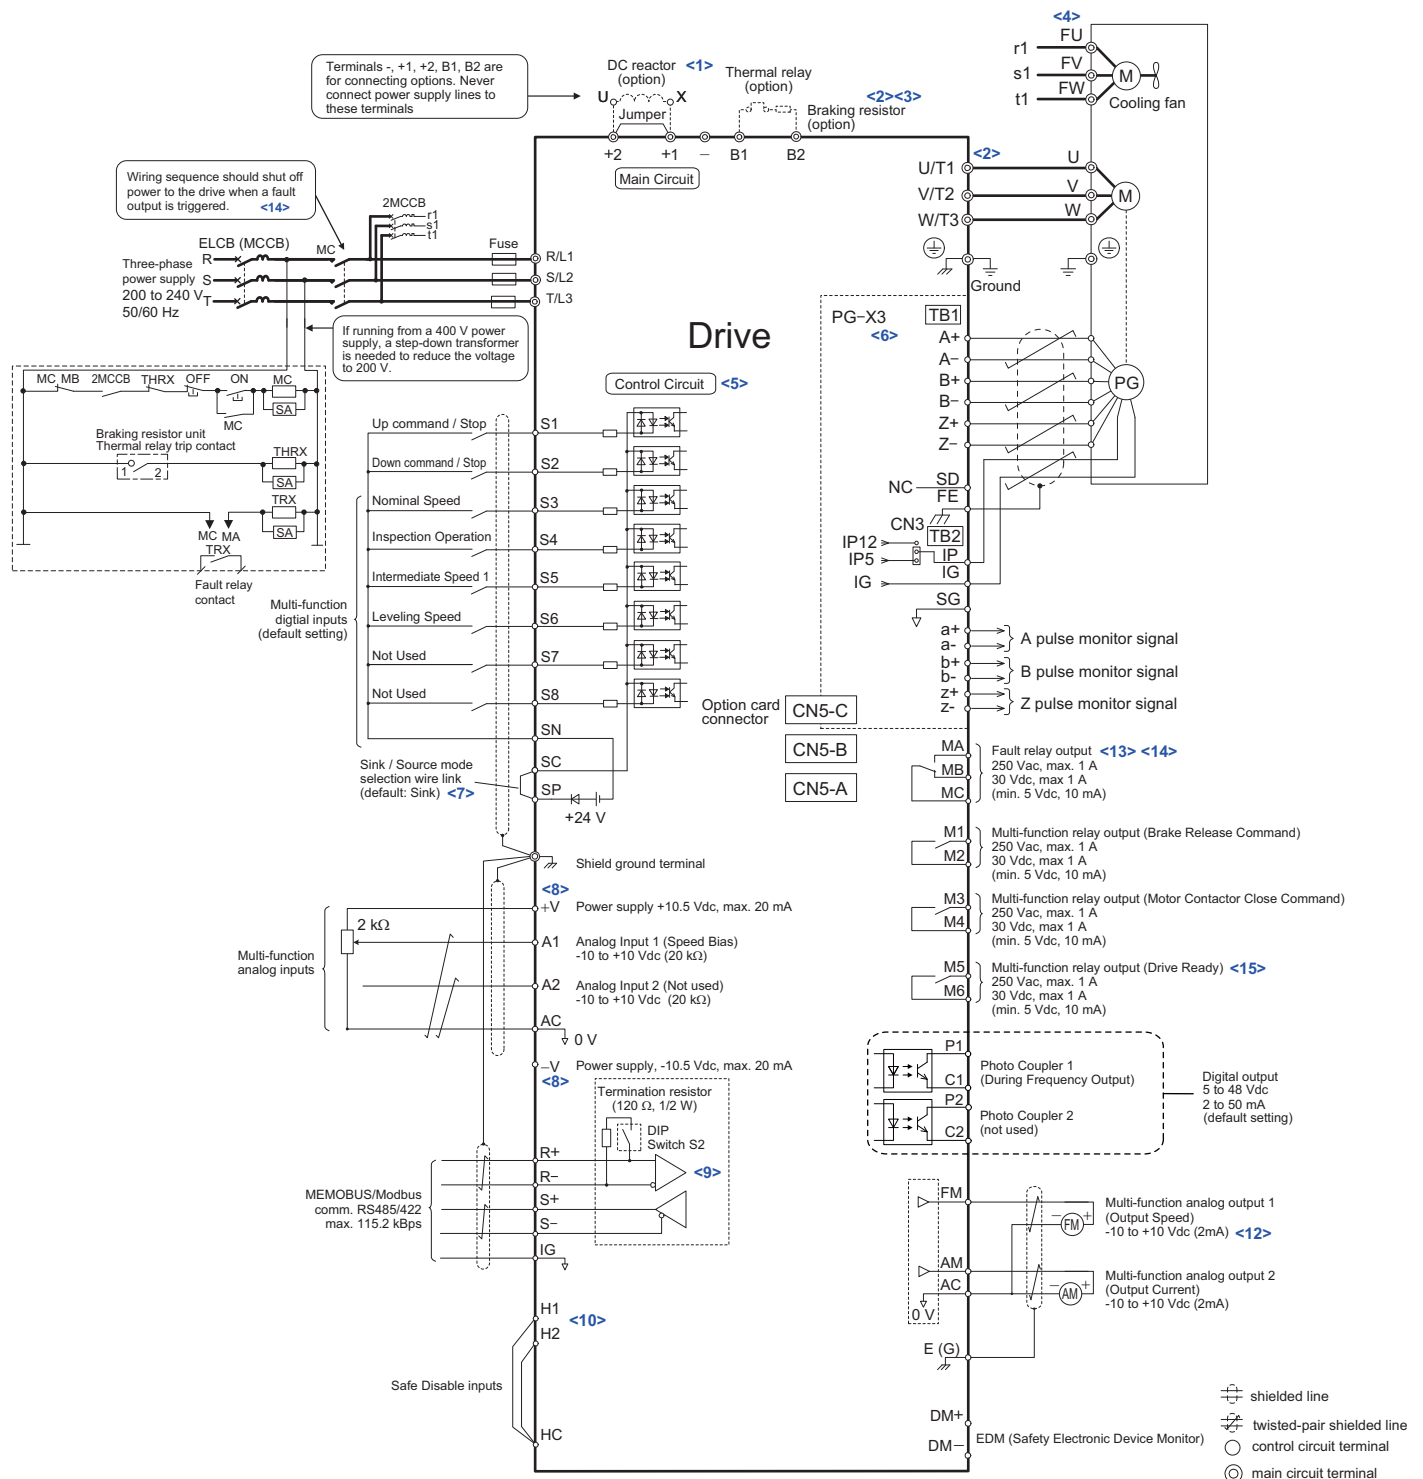 Terminals -, +1, +2, B1, B2 are
for connecting options. Never
connect power supply lines to
these terminals
DC reactor
(option)
<1>
U
X
Jumper
Thermal relay
(option)
<2><3>
Braking resistor
(option)
+2
+1
−
B1
B2
Main Circuit
<4>
r1
FU
s1
FV
t1
FW
M
Cooling fan
<2>
U/T1
U
V/T2
V
W/T3
W
M
Ground
Wiring sequence should shut off
power to the drive when a fault
output is triggered. <14>
2MCCB
r1
s1
t1
ELCB (MCCB)
MC
Fuse
Three-phase
power supply
200 to 240 V
50/60 Hz
R
S
T
R/L1
S/L2
T/L3
If running from a 400 V power
supply, a step-down transformer
is needed to reduce the voltage
to 200 V.
Drive
MC MB 2MCCB THRX OFF ON MC
SA
MC
Braking resistor unit
Thermal relay trip contact
1 2
THRX
SA
TRX
SA
MC MA
TRX
Fault relay
contact
Control Circuit
<5>
Up command / Stop S1
Down command / Stop S2
Nominal Speed S3
Inspection Operation S4
Intermediate Speed 1 S5
Leveling Speed S6
Not Used S7
Not Used S8
Multi-function
digtial inputs
(default setting)
SN
SC
SP
Sink / Source mode
selection wire link
(default: Sink) <7>
+24 V
Option card
connector
CN5-C
CN5-B
CN5-A
PG−X3
<6>
TB1
A+
A−
B+
B−
Z+
Z−
PG
NC
SD
FE
CN3
TB2
IP12
IP5
IP
IG
IG
SG
a+
a-
A pulse monitor signal
b+
b-
B pulse monitor signal
z+
z-
Z pulse monitor signal
MA
MB
MC
Fault relay output <13> <14>
250 Vac, max. 1 A
30 Vdc, max 1 A
(min. 5 Vdc, 10 mA)
M1
M2
Multi-function relay output (Brake Release Command)
250 Vac, max. 1 A
30 Vdc, max 1 A
(min. 5 Vdc, 10 mA)
M3
M4
Multi-function relay output (Motor Contactor Close Command)
250 Vac, max. 1 A
30 Vdc, max 1 A
(min. 5 Vdc, 10 mA)
M5
M6
Multi-function relay output (Drive Ready) <15>
250 Vac, max. 1 A
30 Vdc, max 1 A
(min. 5 Vdc, 10 mA)
Shield ground terminal
<8>
+V
Power supply +10.5 Vdc, max. 20 mA
2 kΩ
A1
Analog Input 1 (Speed Bias)
-10 to +10 Vdc (20 kΩ)
Multi-function
analog inputs
A2
Analog Input 2 (Not used)
-10 to +10 Vdc (20 kΩ)
AC
0 V
−V
Power supply, -10.5 Vdc, max. 20 mA
<8>
Termination resistor
(120 Ω, 1/2 W)
DIP
Switch S2
<9>
R+
R−
S+
S−
IG
MEMOBUS/Modbus
comm. RS485/422
max. 115.2 kBps
P1
C1
Photo Coupler 1
(During Frequency Output)
P2
C2
Photo Coupler 2
(not used)
Digital output
5 to 48 Vdc
2 to 50 mA
(default setting)
FM
− +
FM
Multi-function analog output 1
(Output Speed)
-10 to +10 Vdc (2mA) <12>
AM
AC
0 V
− +
AM
Multi-function analog output 2
(Output Current)
-10 to +10 Vdc (2mA)
E (G)
H1
<10>
H2
Safe Disable inputs
HC
DM+
DM−
EDM (Safety Electronic Device Monitor)
shielded line
twisted-pair shielded line
control circuit terminal
main circuit terminal